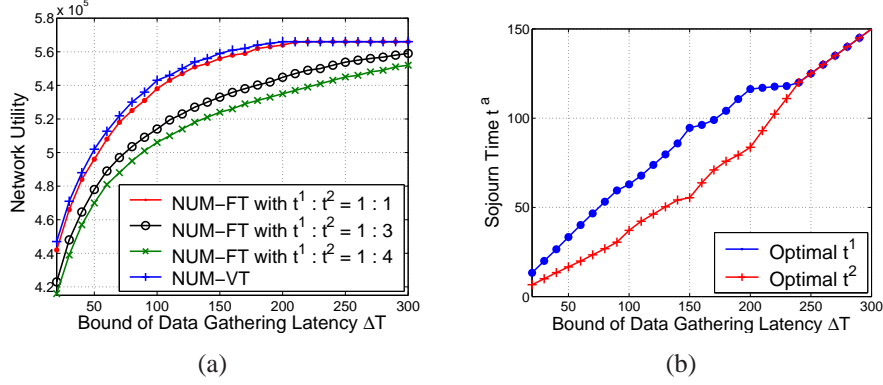 x 10^5
5.8
5.6
5.4
5.2
5
4.8
4.6
4.4
4.2
Network Utility
NUM-FT with t^1 : t^2 = 1 : 1
NUM-FT with t^1 : t^2 = 1 : 3
NUM-FT with t^1 : t^2 = 1 : 4
NUM-VT
50 100 150 200 250 300
Bound of Data Gathering Latency ΔT
(a)
150
100
50
0
Sojourn Time t^a
Optimal t^1
Optimal t^2
50 100 150 200 250 300
Bound of Data Gathering Latency ΔT
(b)